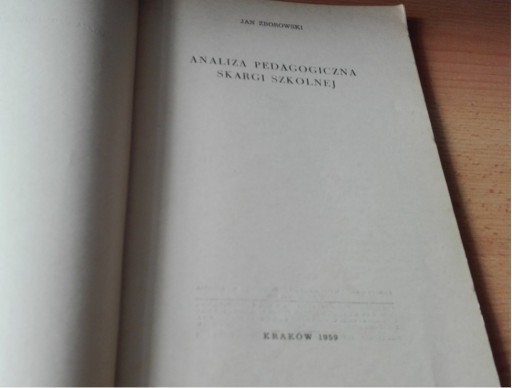 JAN ZBOROWSKI
ANALIZA PEDAGOGICZNA
SKARGI SZKOLNEJ
KRAKÓW 1959